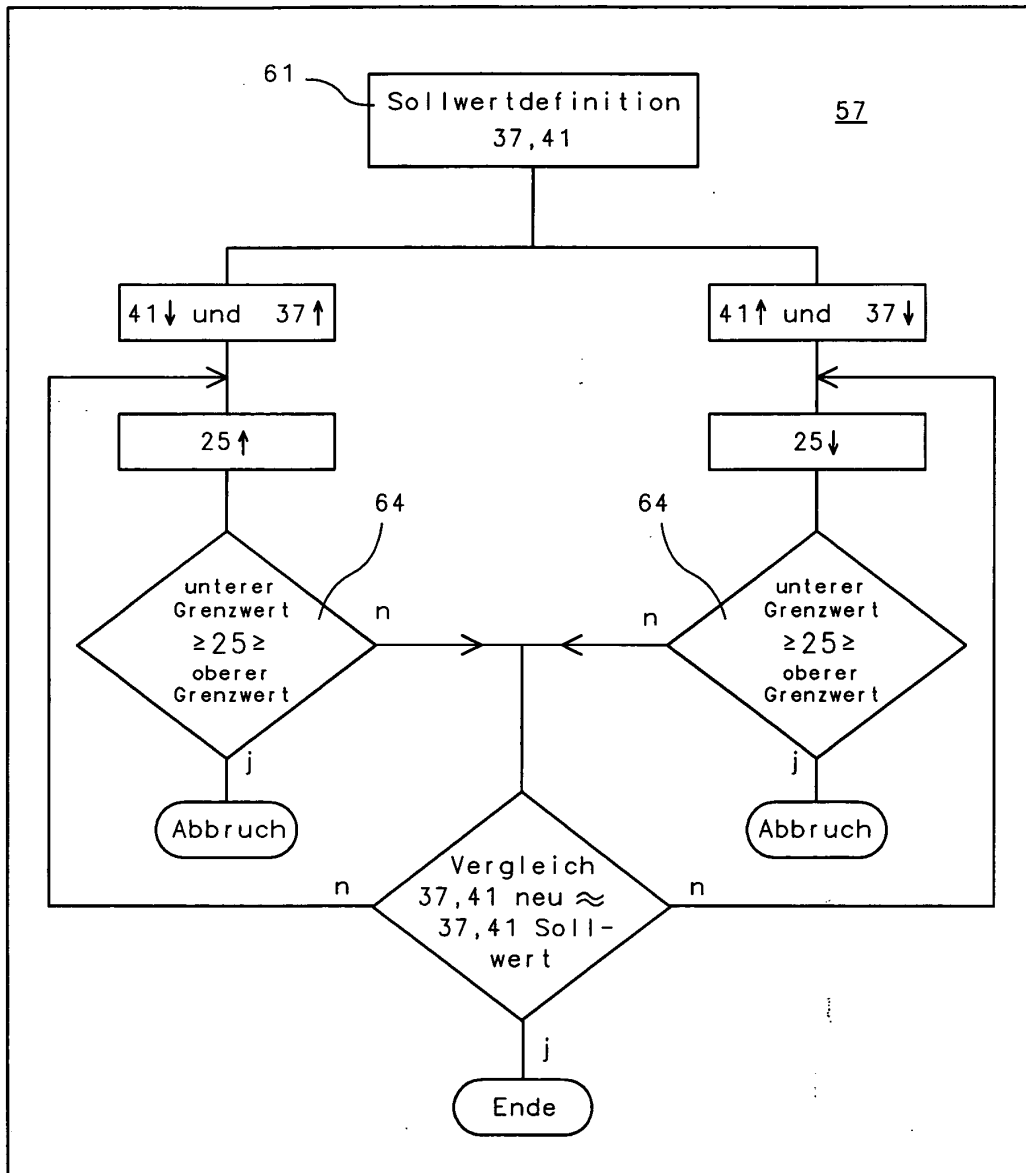 61
Sollwertdefinition
37,41
57
41↓ und 37↑
41↑ und 37↓
25↑
25↓
64
64
unterer
Grenzwert
≥25≥
oberer
Grenzwert
n
j
Abbruch
unterer
Grenzwert
≥25≥
oberer
Grenzwert
n
j
Abbruch
Vergleich
37,41 neu ≈
37,41 Soll-
wert
n
n
j
Ende